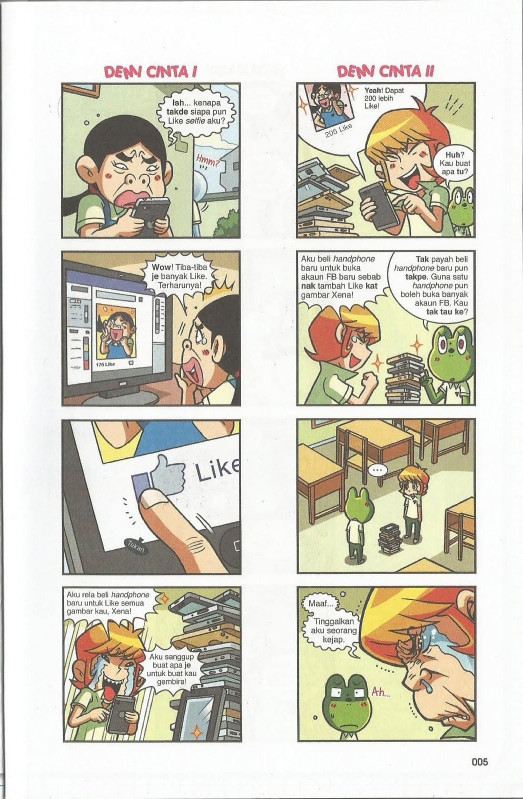 DEMI CINTA I
Ish... kenapa
takde siapa pun
Like selfie aku?
Hmm?
Wow! Tiba-tiba
je banyak Like.
Terharunya!
175 Like
Like
Tekan
Aku rela beli handphone
baru untuk Like semua
gambar kau, Xena!
Aku sanggup
buat apa je
untuk buat kau
gembira!
DEMI CINTA II
Yeah! Dapat
200 lebih
Like!
205 Like
Huh?
Kau buat
apa tu?
Aku beli handphone
baru untuk buka
akaun FB baru sebab
nak tambah Like kat
gambar Xena!
Tak payah beli
handphone baru pun
takpe. Guna satu
handphone pun
boleh buka banyak
akaun FB. Kau
tak tau ke?
...
Maaf...
Tinggalkan
aku seorang
kejap.
Ah...
005